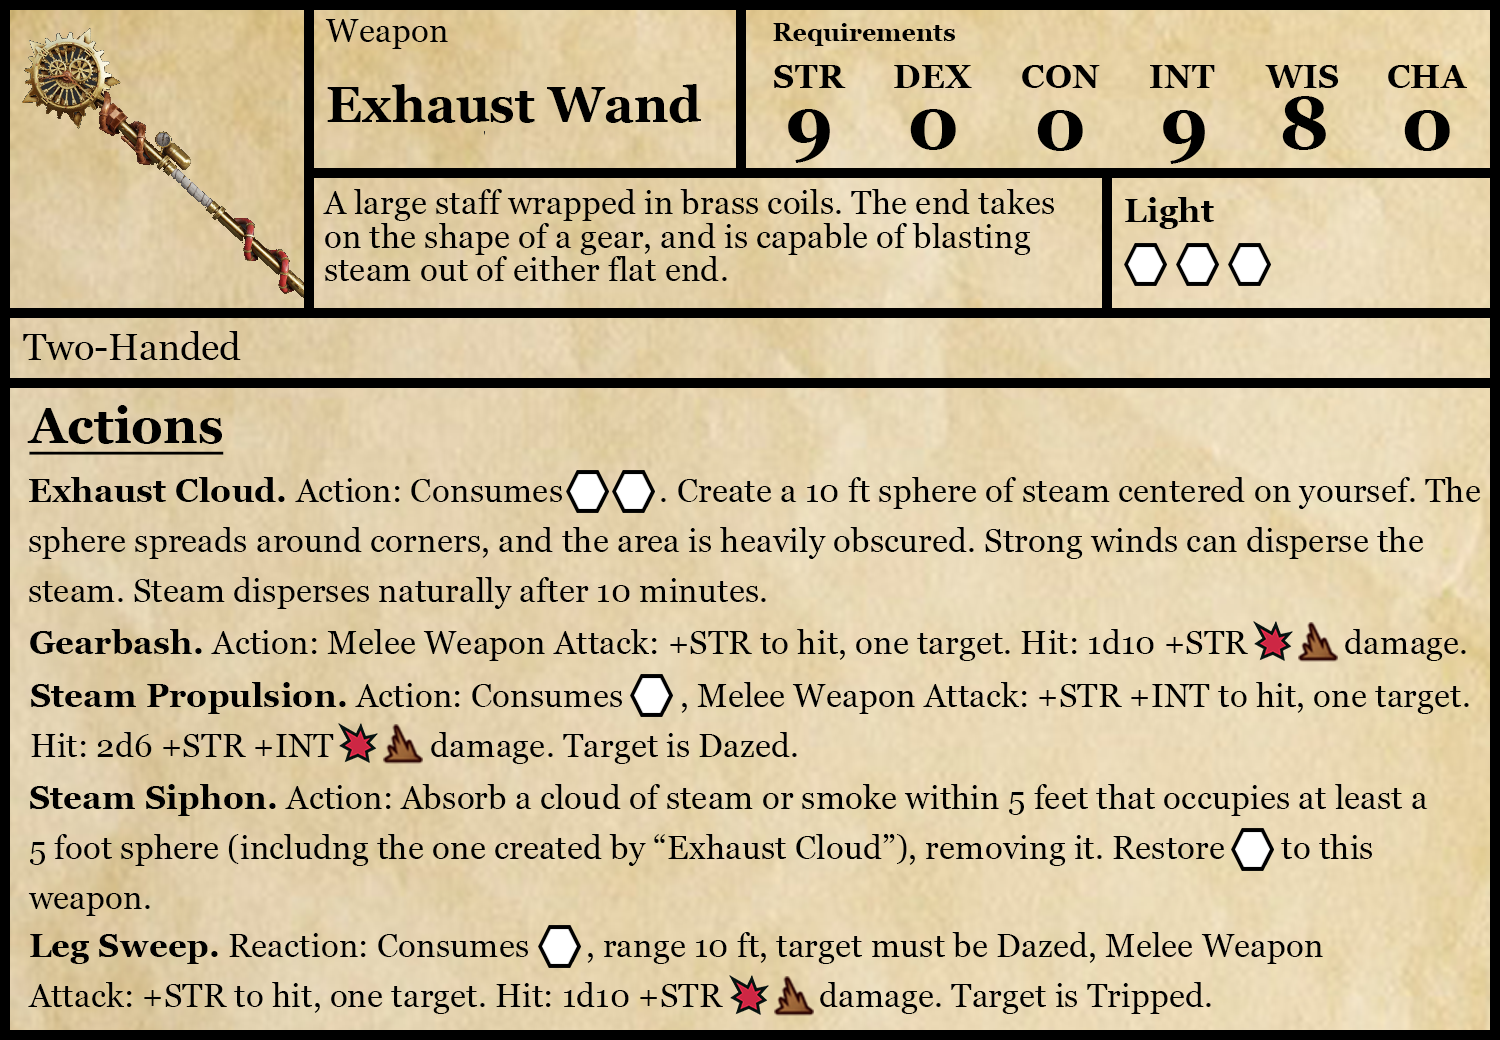 Weapon
Exhaust Wand
Requirements
STR DEX CON INT WIS CHA
9 0 0 9 8 0
A large staff wrapped in brass coils. The end takes
on the shape of a gear, and is capable of blasting
steam out of either flat end.
Light
Two-Handed
Actions
Exhaust Cloud. Action: Consumes . Create a 10 ft sphere of steam centered on yoursef. The
sphere spreads around corners, and the area is heavily obscured. Strong winds can disperse the
steam. Steam disperses naturally after 10 minutes.
Gearbash. Action: Melee Weapon Attack: +STR to hit, one target. Hit: 1d10 +STR damage.
Steam Propulsion. Action: Consumes , Melee Weapon Attack: +STR +INT to hit, one target.
Hit: 2d6 +STR +INT damage. Target is Dazed.
Steam Siphon. Action: Absorb a cloud of steam or smoke within 5 feet that occupies at least a
5 foot sphere (includng the one created by “Exhaust Cloud”), removing it. Restore to this
weapon.
Leg Sweep. Reaction: Consumes , range 10 ft, target must be Dazed, Melee Weapon
Attack: +STR to hit, one target. Hit: 1d10 +STR damage. Target is Tripped.